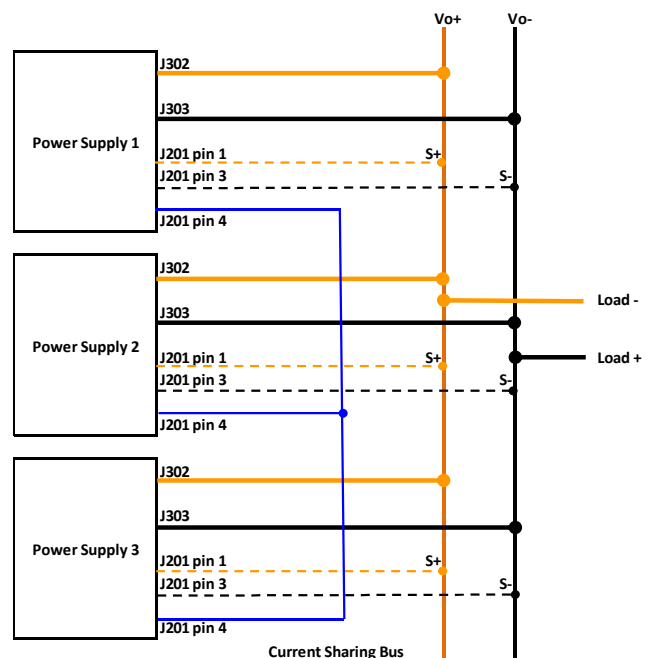 Vo+ Vo-
J302
J303
Power Supply 1
J201 pin 1 S+
J201 pin 3 S-
J201 pin 4
J302
Load -
J303
Power Supply 2
J201 pin 1 S+
Load +
J201 pin 3 S-
J201 pin 4
J302
J303
Power Supply 3
J201 pin 1 S+
J201 pin 3 S-
J201 pin 4
Current Sharing Bus